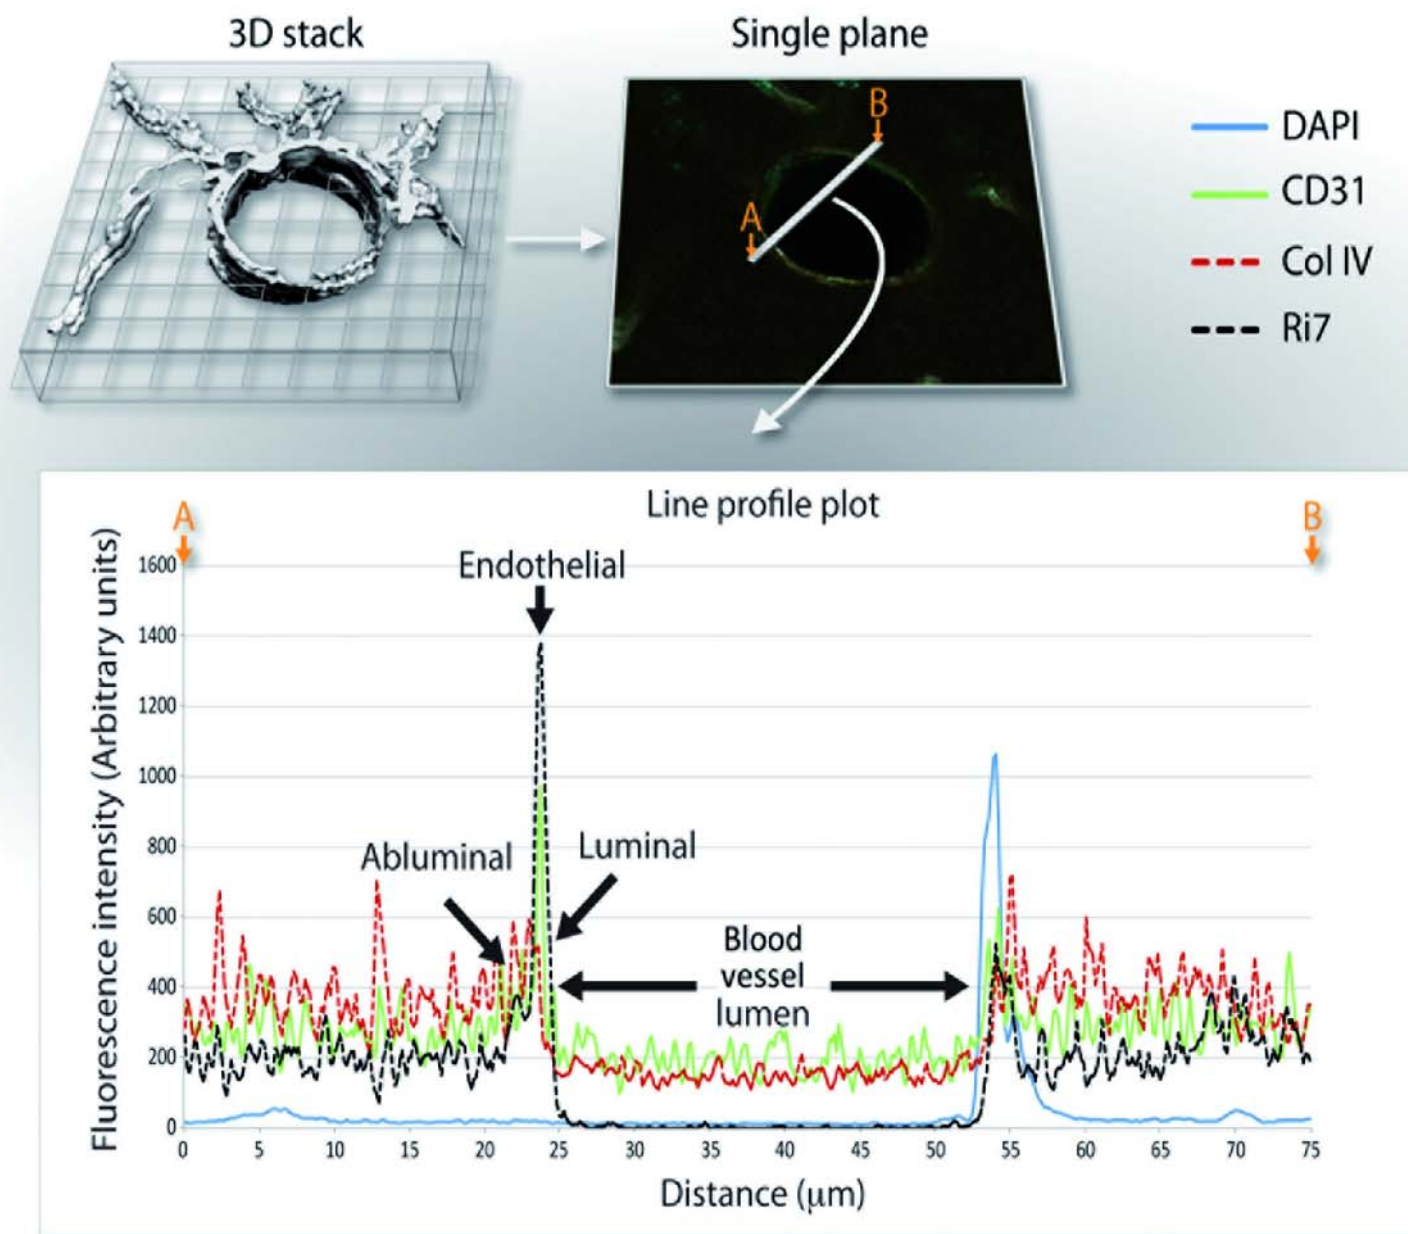 3D stack
Single plane
A
B
DAPI
CD31
Col IV
Ri7
Line profile plot
A
B
Fluorescence intensity (Arbitrary units)
1600
1400
1200
1000
800
600
400
200
0
Endothelial
Abluminal
Luminal
Blood
vessel
lumen
0 5 10 15 20 25 30 35 40 45 50 55 60 65 70 75
Distance (μm)